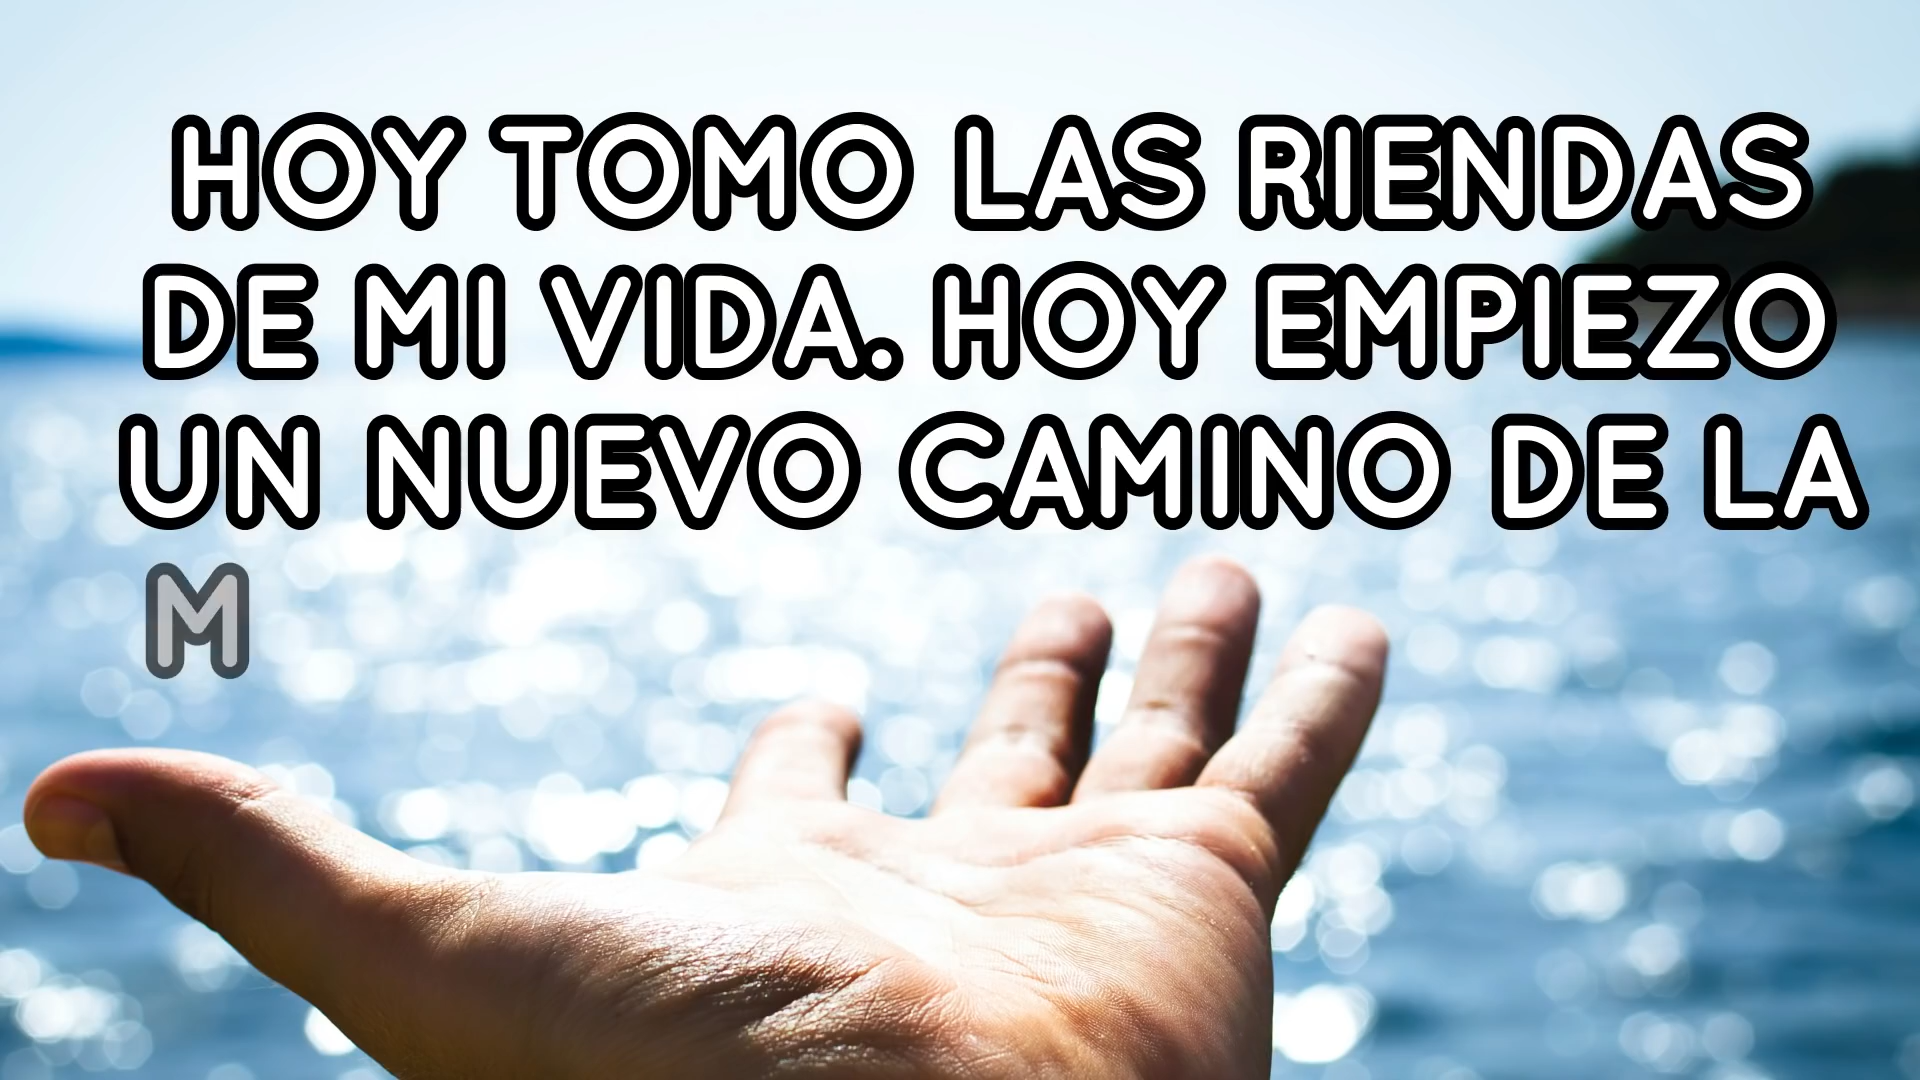 HOY TOMO LAS RIENDAS
DE MI VIDA. HOY EMPIEZO
UN NUEVO CAMINO DE LA
M